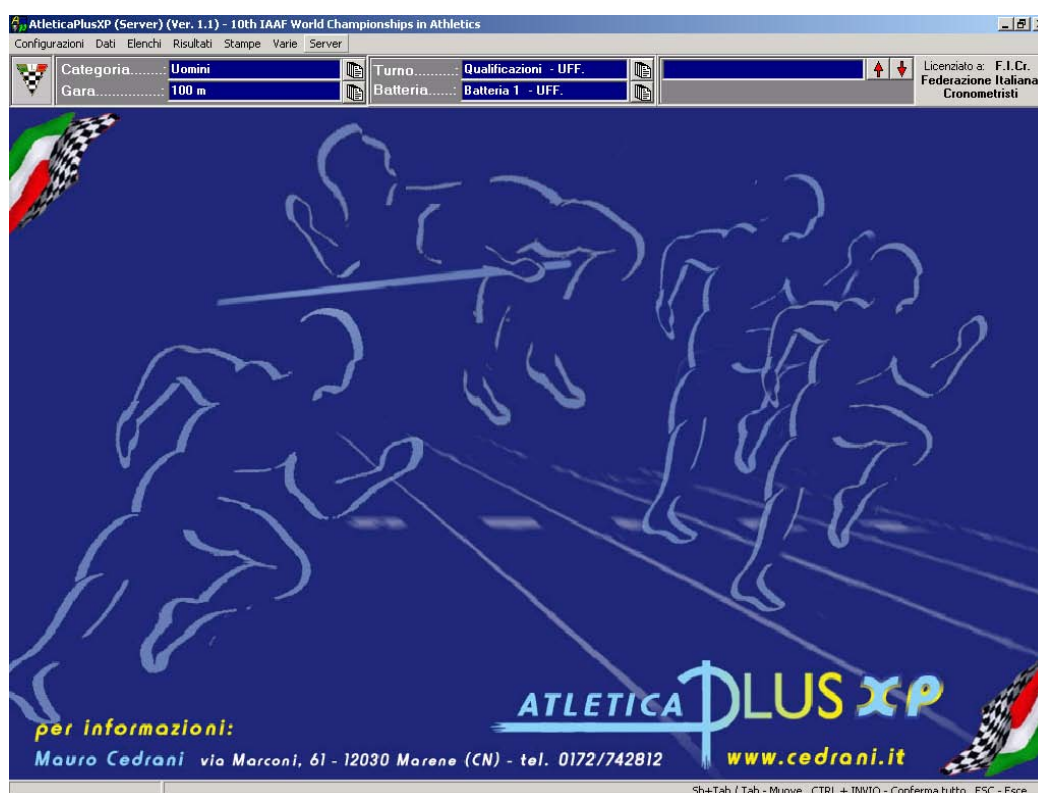 AtleticaPlusXP (Server) (Ver. 1.1) - 10th IAAF World Championships in Athletics
Configurazioni Dati Elenchi Risultati Stampe Varie Server
Categoria.......: Uomini
Gara...............: 100 m
Turno..........: Qualificazioni - UFF.
Batteria.....: Batteria 1 - UFF.
Licenziato a: F.I.Cr.
Federazione Italiana
Cronometristi
ATLETICA PLUS XP
per informazioni:
Mauro Cedrani via Marconi, 61 - 12030 Marene (CN) - tel. 0172/742812
www.cedrani.it
Sh+Tab / Tab - Muove CTRL + INVIO - Conferma tutto ESC - Esce